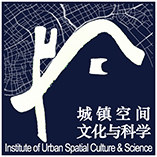 城镇空间
文化与科学
Institute of Urban Spatial Culture & Science